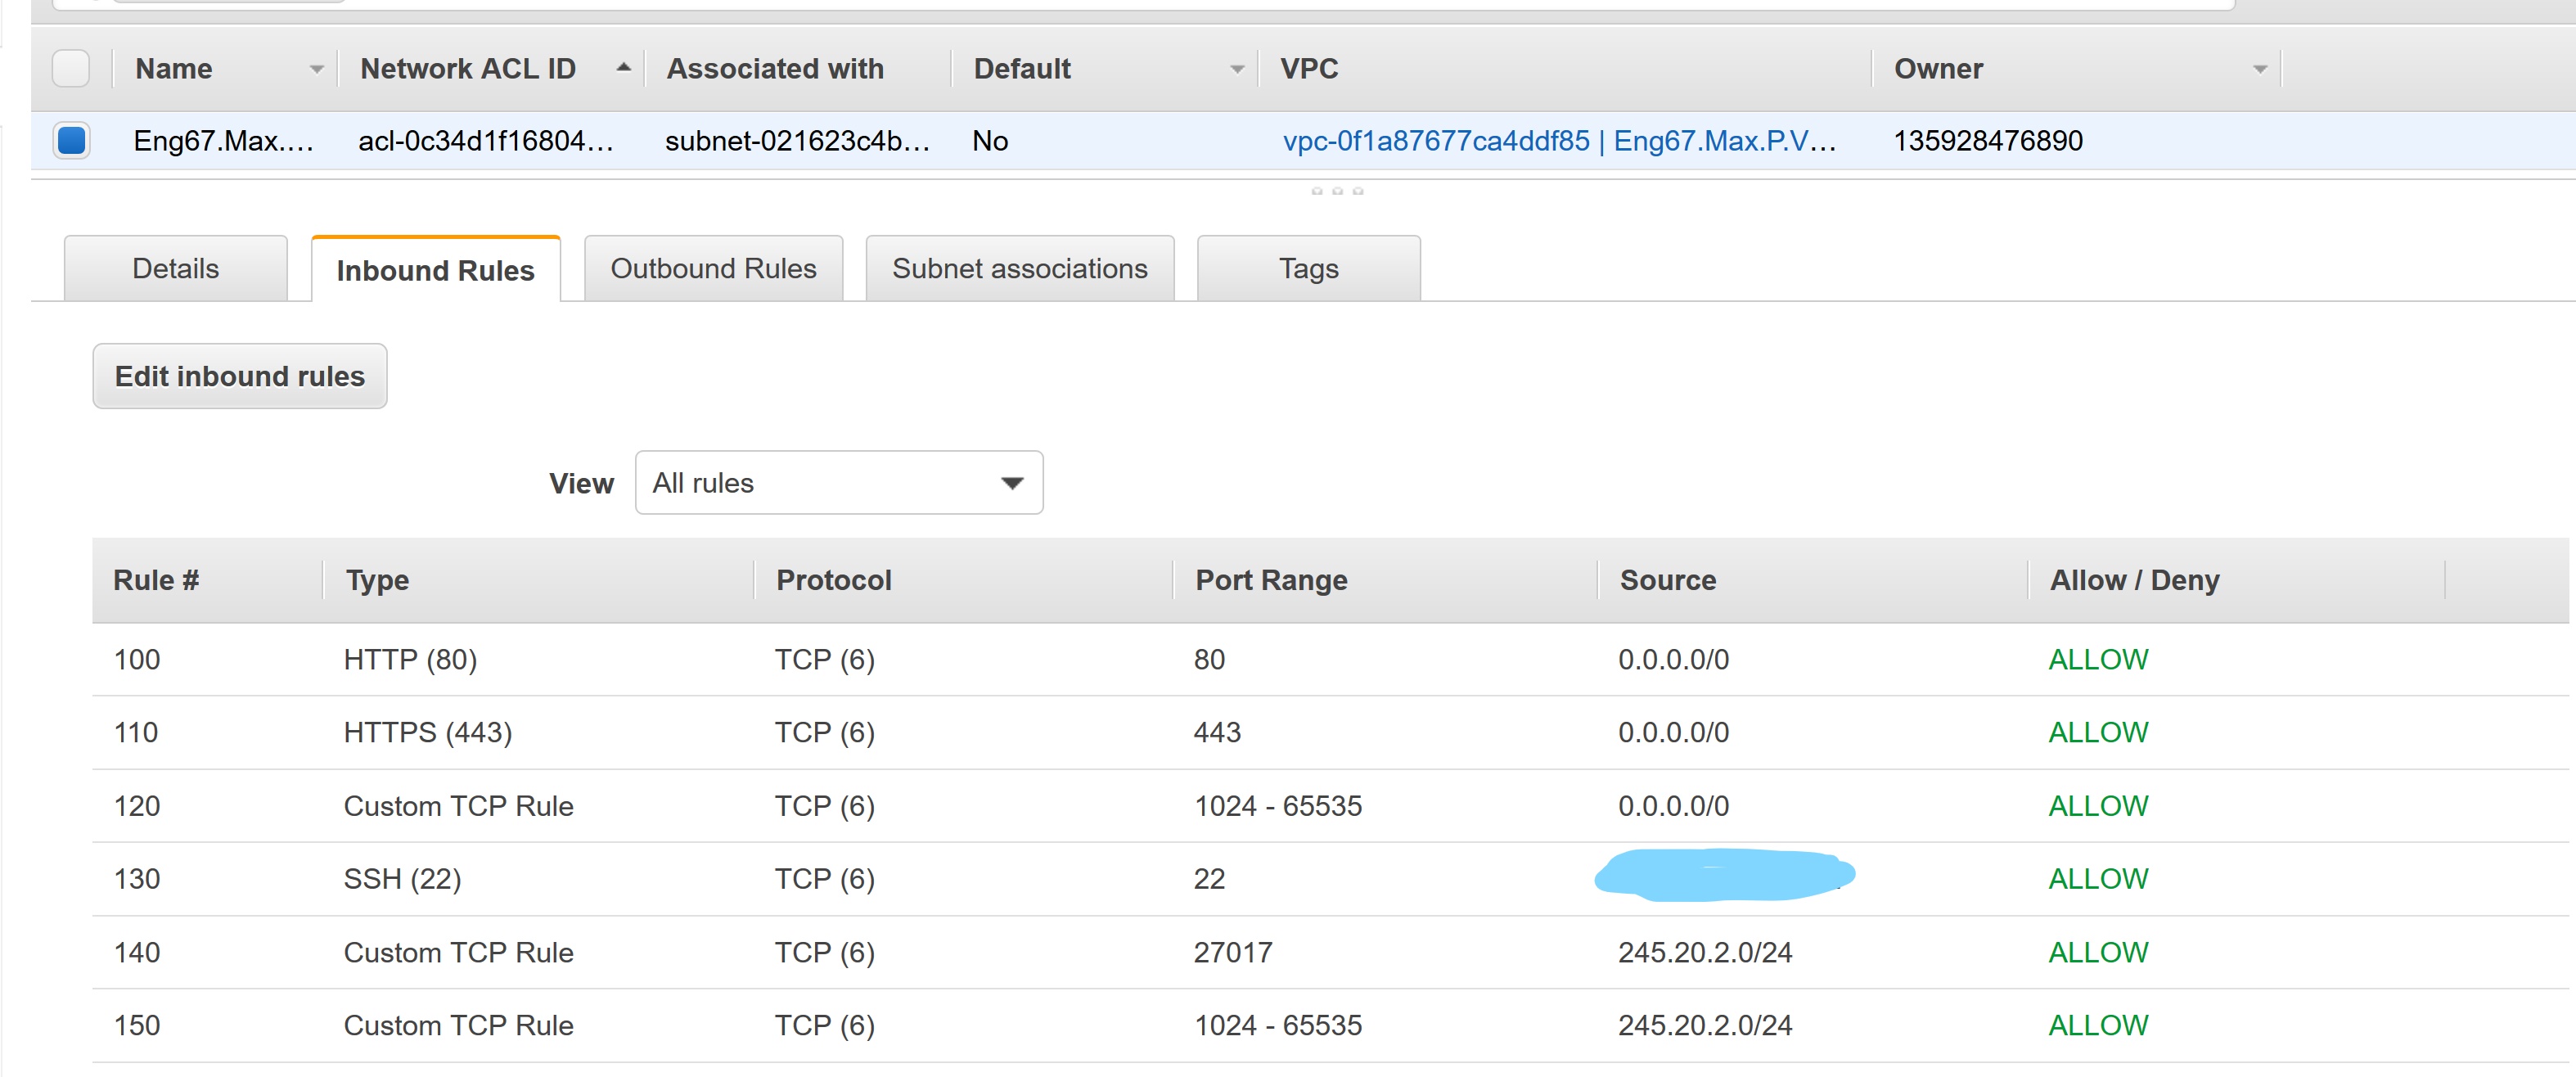 Name Network ACL ID Associated with Default VPC Owner
Eng67.Max.... acl-0c34d1f16804... subnet-021623c4b... No vpc-0f1a87677ca4ddf85 | Eng67.Max.P.V... 135928476890
Details Inbound Rules Outbound Rules Subnet associations Tags
Edit inbound rules
View All rules
Rule # Type Protocol Port Range Source Allow / Deny
100 HTTP (80) TCP (6) 80 0.0.0.0/0 ALLOW
110 HTTPS (443) TCP (6) 443 0.0.0.0/0 ALLOW
120 Custom TCP Rule TCP (6) 1024 - 65535 0.0.0.0/0 ALLOW
130 SSH (22) TCP (6) 22 ALLOW
140 Custom TCP Rule TCP (6) 27017 245.20.2.0/24 ALLOW
150 Custom TCP Rule TCP (6) 1024 - 65535 245.20.2.0/24 ALLOW